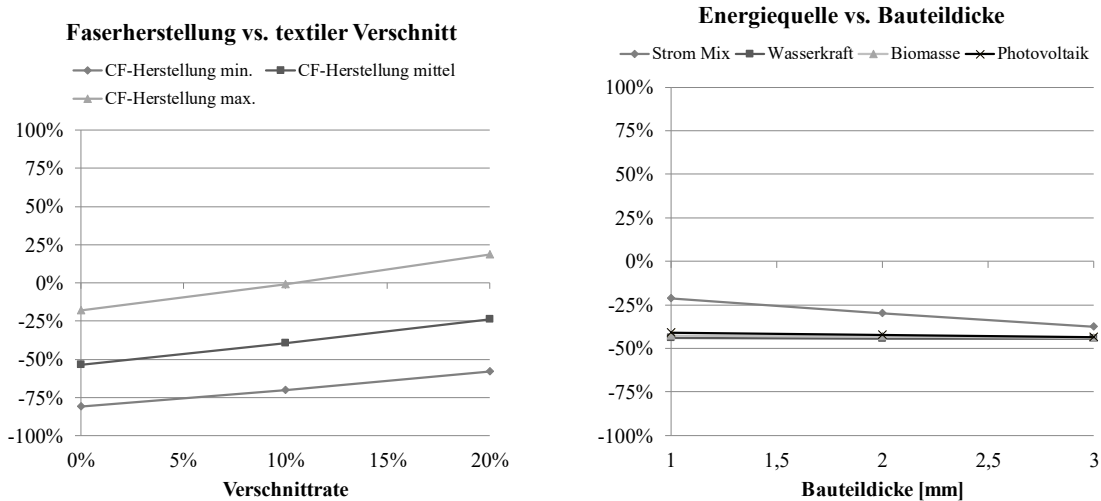 Faserherstellung vs. textiler Verschnitt
CF-Herstellung min.
CF-Herstellung mittel
CF-Herstellung max.
100%
75%
50%
25%
0%
-25%
-50%
-75%
-100%
0%
5%
10%
15%
20%
Verschnittrate
Energiequelle vs. Bauteildicke
Strom Mix
Wasserkraft
Biomasse
Photovoltaik
100%
75%
50%
25%
0%
-25%
-50%
-75%
-100%
1
1,5
2
2,5
3
Bauteildicke [mm]